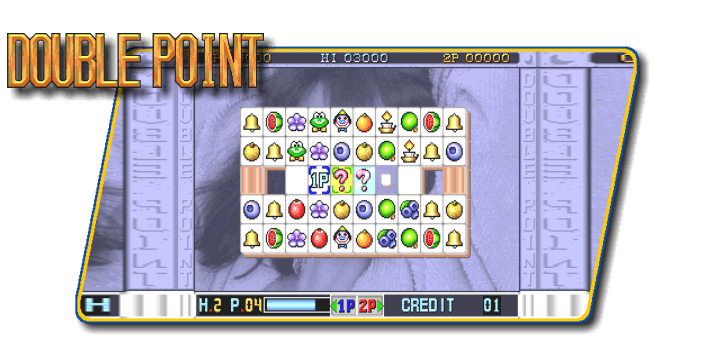 DOUBLE POINT
HI 03000 2P 00000
1P ? ?
H.2 P.04 1P 2P CREDIT 01